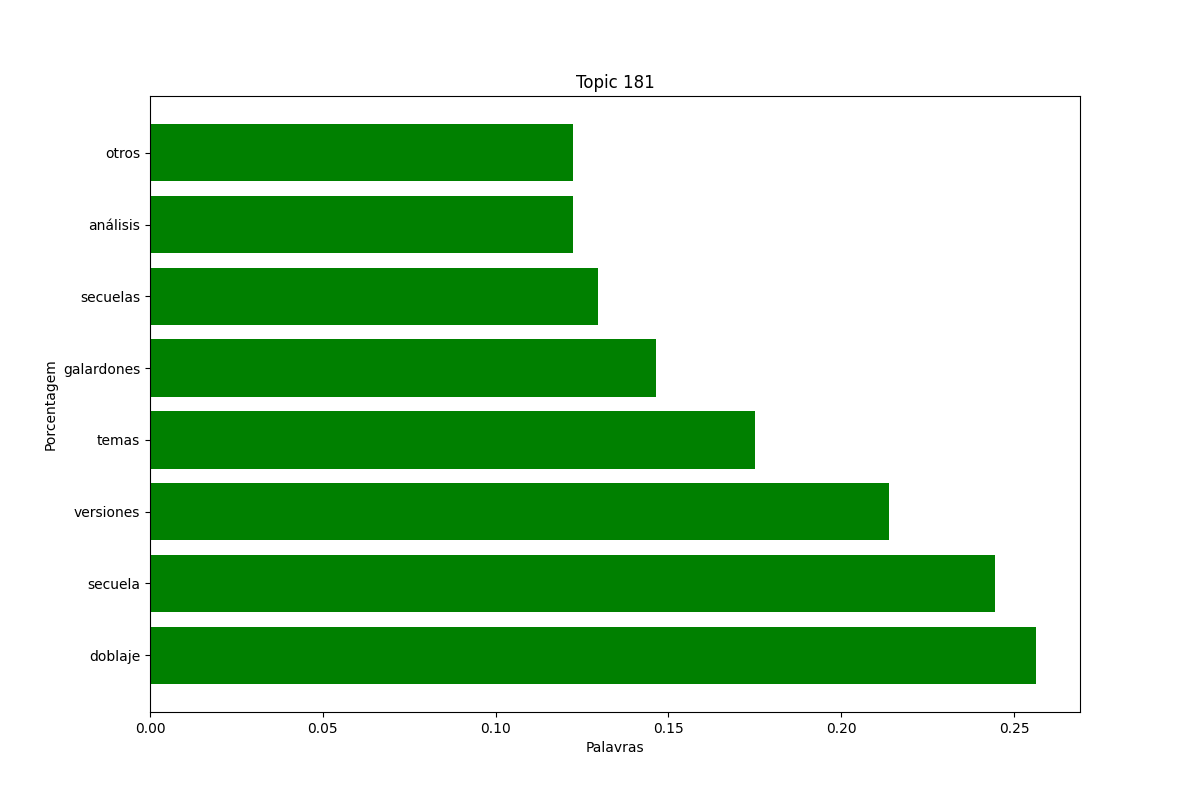 Topic 181
otros
análisis
secuelas
galardones
temas
versiones
secuela
doblaje
Porcentagem
0.00 0.05 0.10 0.15 0.20 0.25
Palavras